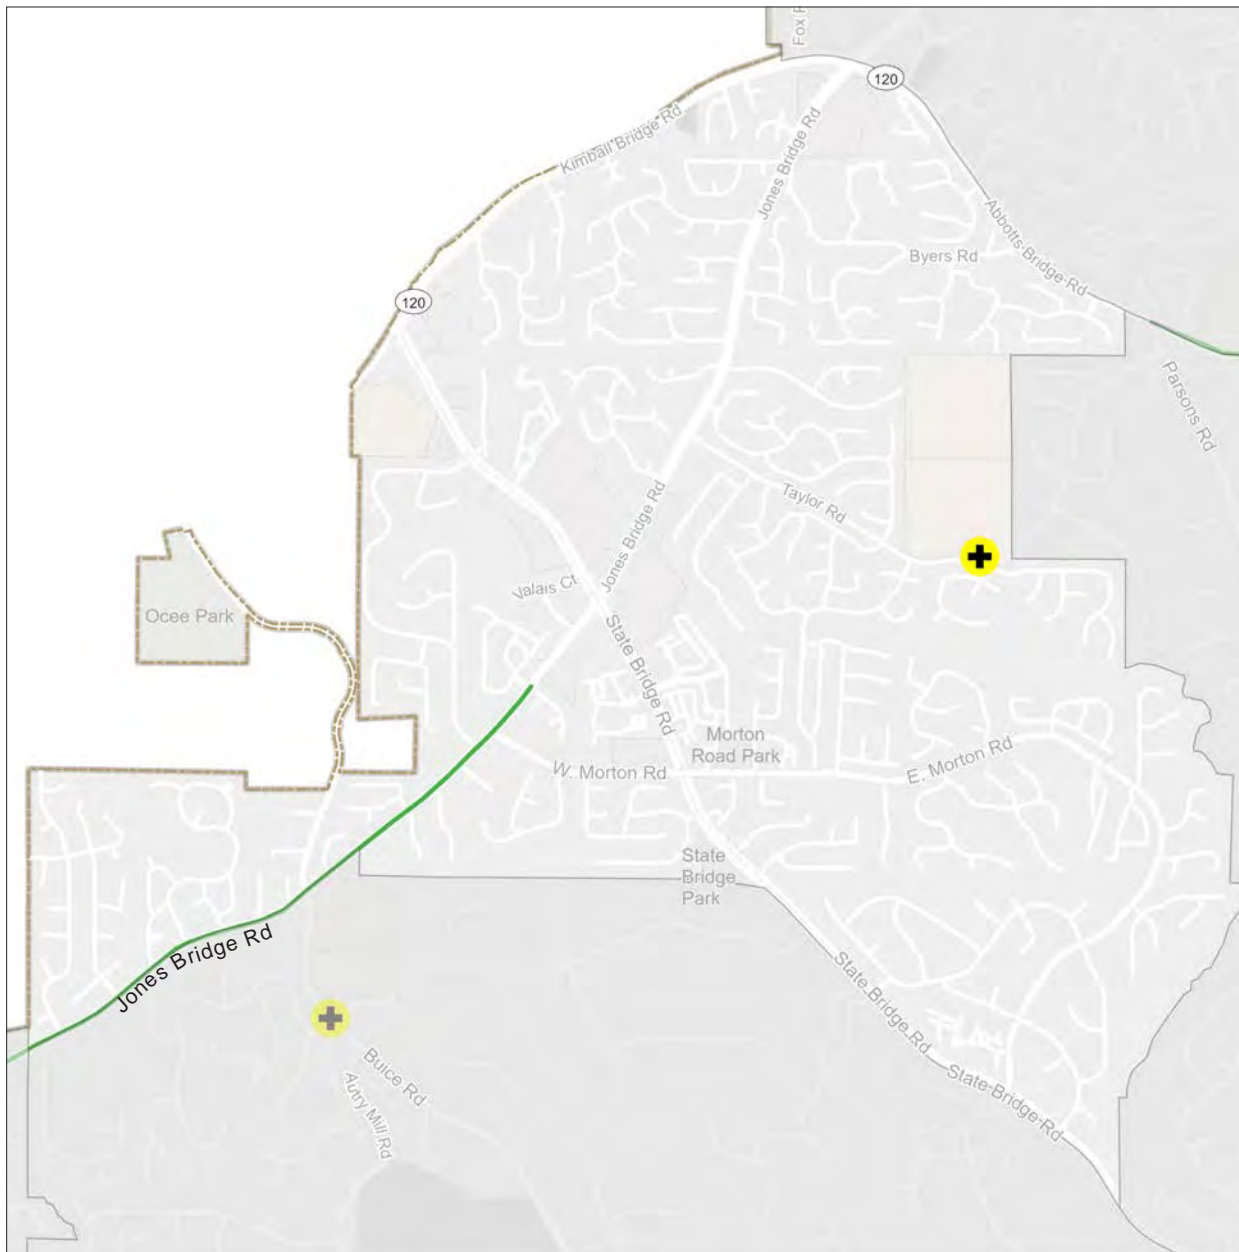 Fox R
120
Kimball Bridge Rd
Jones Bridge Rd
Abbotts Bridge Rd
Byers Rd
120
Parsons Rd
Taylor Rd
Jones Bridge Rd
Valais Ct
Ocee Park
State Bridge Rd
Morton
Road Park
E. Morton Rd
W. Morton Rd
State
Bridge
Park
Jones Bridge Rd
State Bridge Rd
State Bridge Rd
Buice Rd
Autry Mill Rd